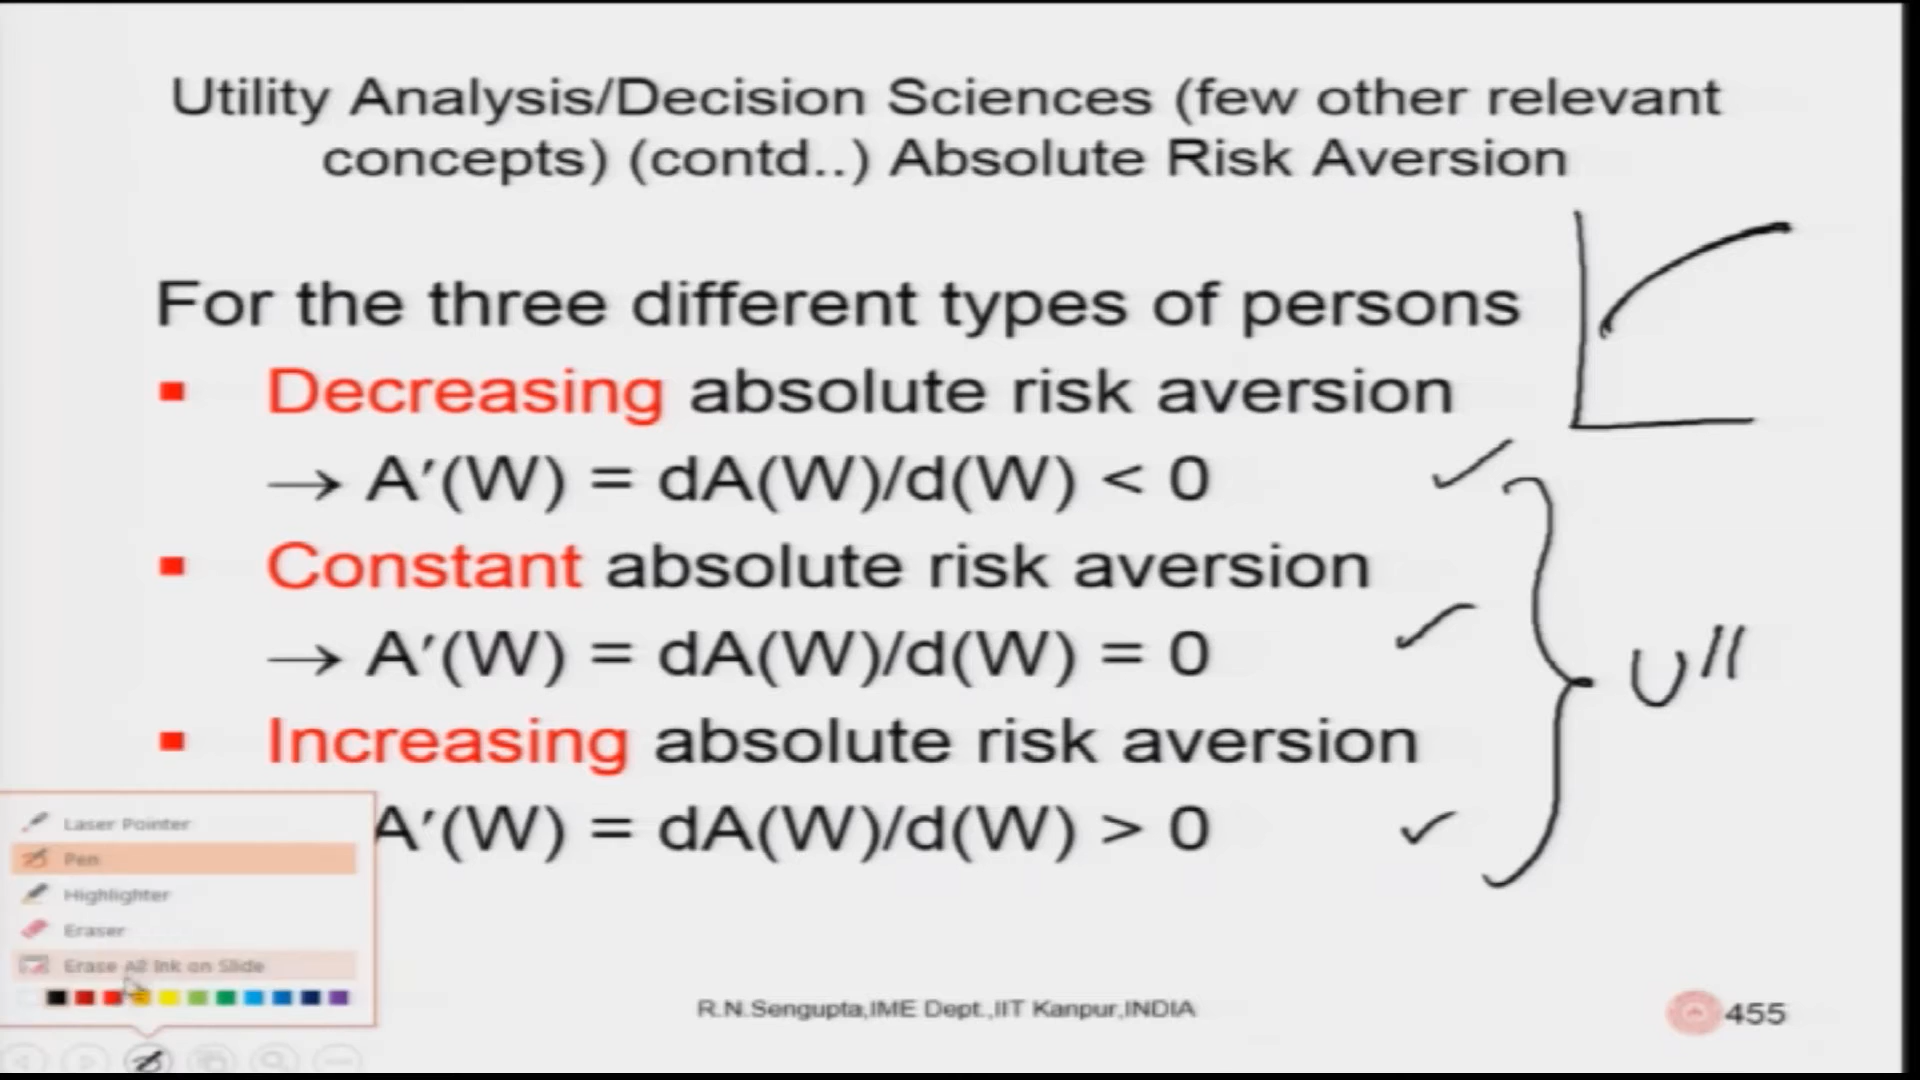 Utility Analysis/Decision Sciences (few other relevant
concepts) (contd..) Absolute Risk Aversion
For the three different types of persons
▪ Decreasing absolute risk aversion
→ A′(W) = dA(W)/d(W) < 0
▪ Constant absolute risk aversion
→ A′(W) = dA(W)/d(W) = 0
▪ Increasing absolute risk aversion
A′(W) = dA(W)/d(W) > 0
U''
Laser Pointer
Pen
Highlighter
Eraser
Erase All Ink on Slide
R.N.Sengupta,IME Dept.,IIT Kanpur,INDIA
455